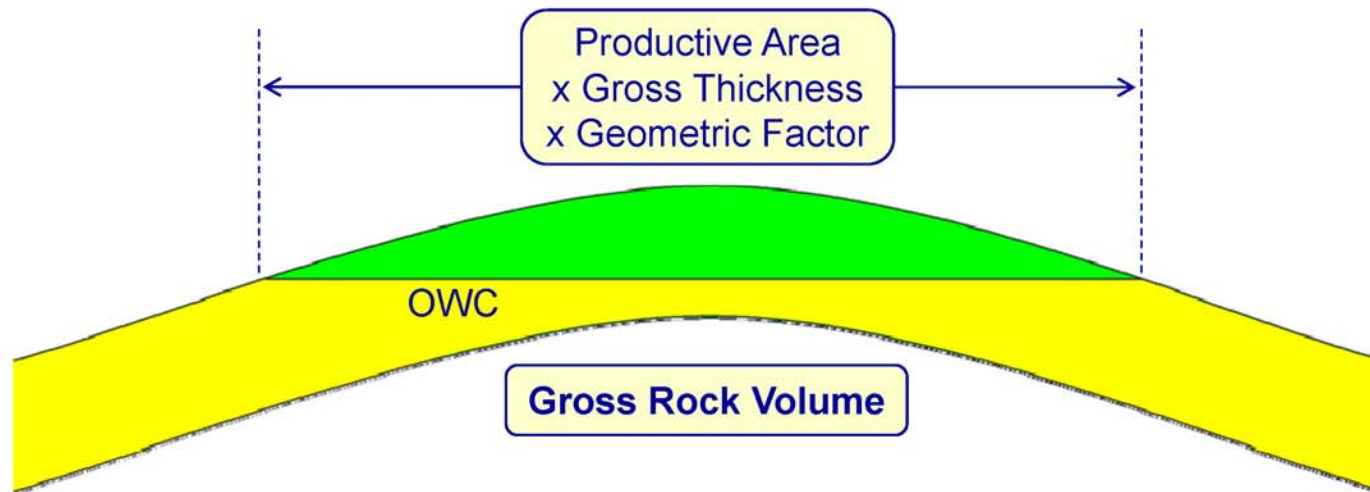 Productive Area
x Gross Thickness
x Geometric Factor
OWC
Gross Rock Volume